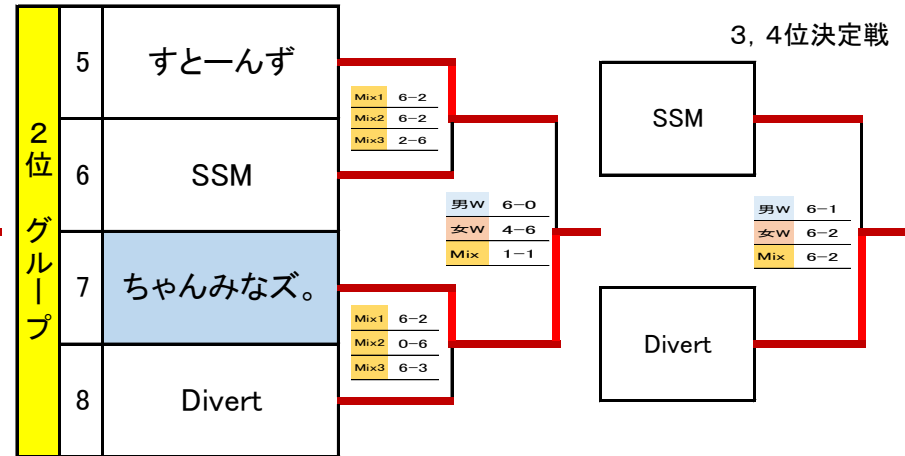 2位 グループ
5 すとーんず
6 SSM
7 ちゃんみなズ。
8 Divert
Mix1 6-2
Mix2 6-2
Mix3 2-6
男W 6-0
女W 4-6
Mix 1-1
Mix1 6-2
Mix2 0-6
Mix3 6-3
3, 4位決定戦
SSM
Divert
男W 6-1
女W 6-2
Mix 6-2